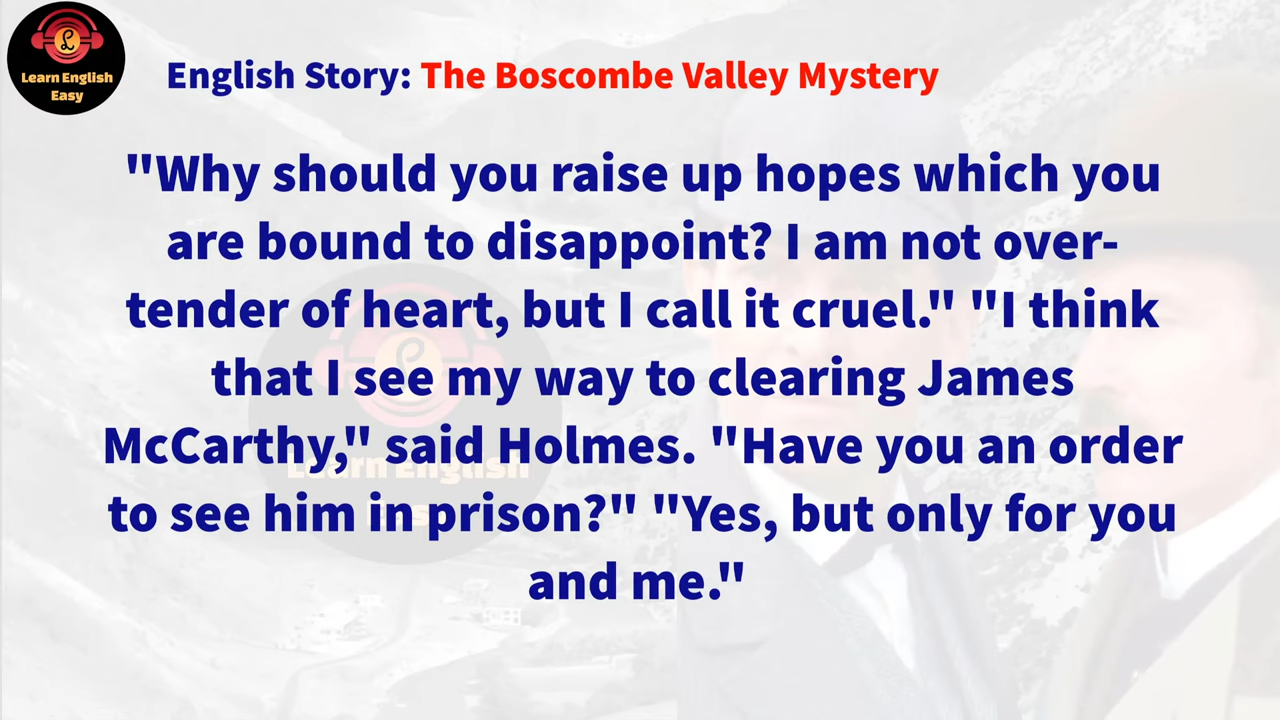 Learn English
Easy
English Story: The Boscombe Valley Mystery
"Why should you raise up hopes which you
are bound to disappoint? I am not over-
tender of heart, but I call it cruel." "I think
that I see my way to clearing James
McCarthy," said Holmes. "Have you an order
to see him in prison?" "Yes, but only for you
and me."
Learn English